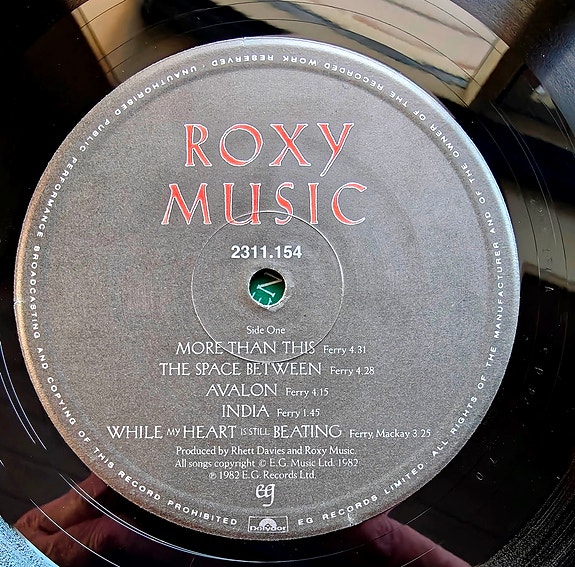 ROXY
MUSIC
2311.154
Side One
MORE THAN THIS Ferry 4.31
THE SPACE BETWEEN Ferry 4.28
AVALON Ferry 4.15
INDIA Ferry 1.45
WHILE MY HEART IS STILL BEATING Ferry, Mackay 3.25
Produced by Rhett Davies and Roxy Music.
All songs copyright © E.G. Music Ltd. 1982
℗ 1982 E.G. Records Ltd.
eg
polydor
EG RECORDS LIMITED. ALL RIGHTS OF THE MANUFACTURER AND OF THE OWNER OF THE RECORDED WORK RESERVED · UNAUTHORISED PUBLIC PERFORMANCE BROADCASTING AND COPYING OF THIS RECORD PROHIBITED